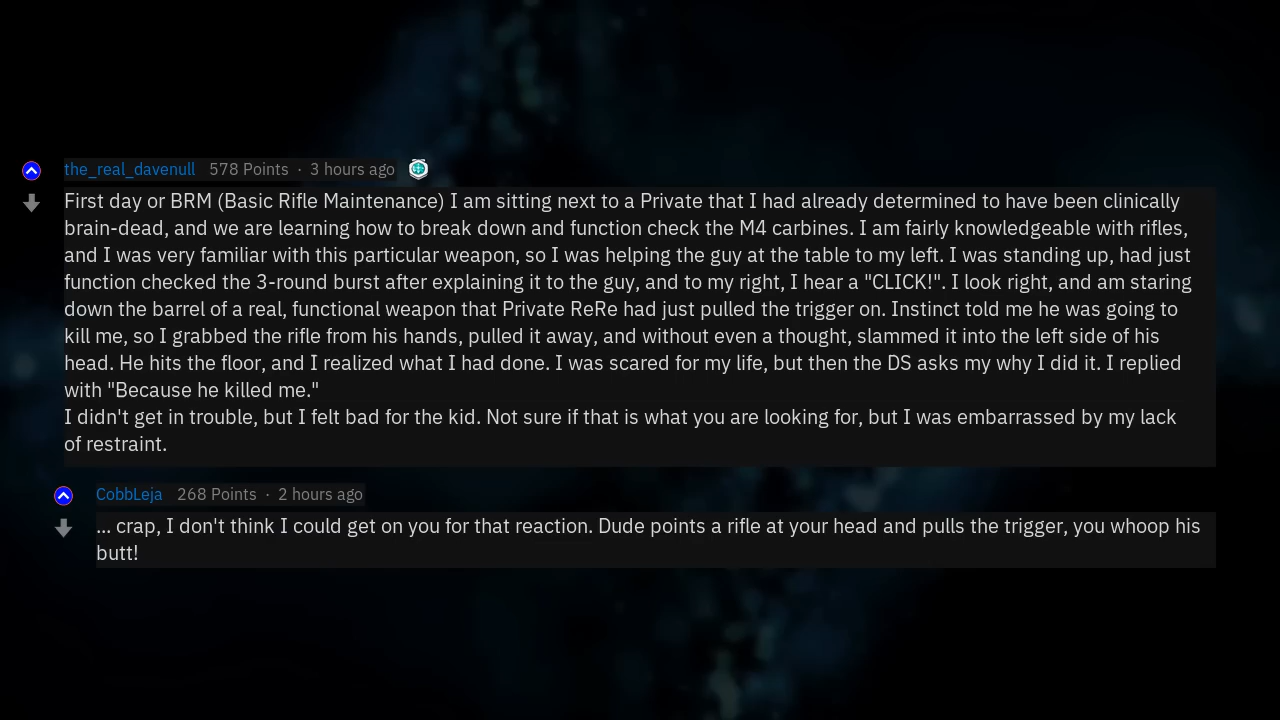 the_real_davenull 578 Points · 3 hours ago
First day or BRM (Basic Rifle Maintenance) I am sitting next to a Private that I had already determined to have been clinically
brain-dead, and we are learning how to break down and function check the M4 carbines. I am fairly knowledgeable with rifles,
and I was very familiar with this particular weapon, so I was helping the guy at the table to my left. I was standing up, had just
function checked the 3-round burst after explaining it to the guy, and to my right, I hear a "CLICK!". I look right, and am staring
down the barrel of a real, functional weapon that Private ReRe had just pulled the trigger on. Instinct told me he was going to
kill me, so I grabbed the rifle from his hands, pulled it away, and without even a thought, slammed it into the left side of his
head. He hits the floor, and I realized what I had done. I was scared for my life, but then the DS asks my why I did it. I replied
with "Because he killed me."
I didn't get in trouble, but I felt bad for the kid. Not sure if that is what you are looking for, but I was embarrassed by my lack
of restraint.
CobbLeja 268 Points · 2 hours ago
... crap, I don't think I could get on you for that reaction. Dude points a rifle at your head and pulls the trigger, you whoop his
butt!